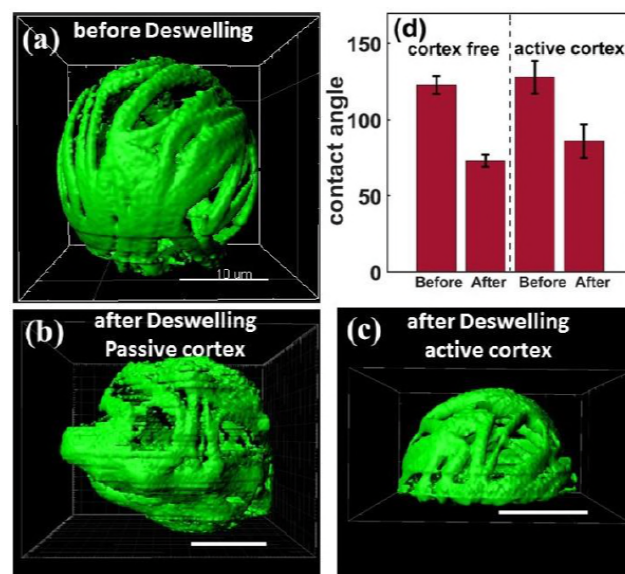 (a)
before Deswelling
10 um
(b)
after Deswelling
Passive cortex
(c)
after Deswelling
active cortex
(d)
cortex free
active cortex
contact angle
150
100
50
0
Before
After
Before
After